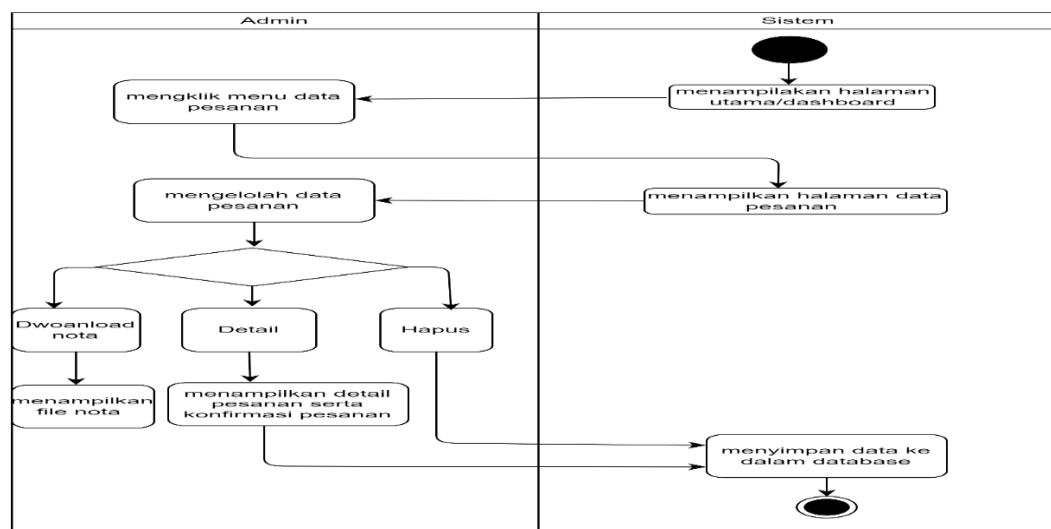 Admin
Sistem
menampilakan halaman
utama/dashboard
mengklik menu data
pesanan
menampilkan halaman data
pesanan
mengelolah data
pesanan
Dwoanload
nota
Detail
Hapus
menampilkan
file nota
menampilkan detail
pesanan serta
konfirmasi pesanan
menyimpan data ke
dalam database